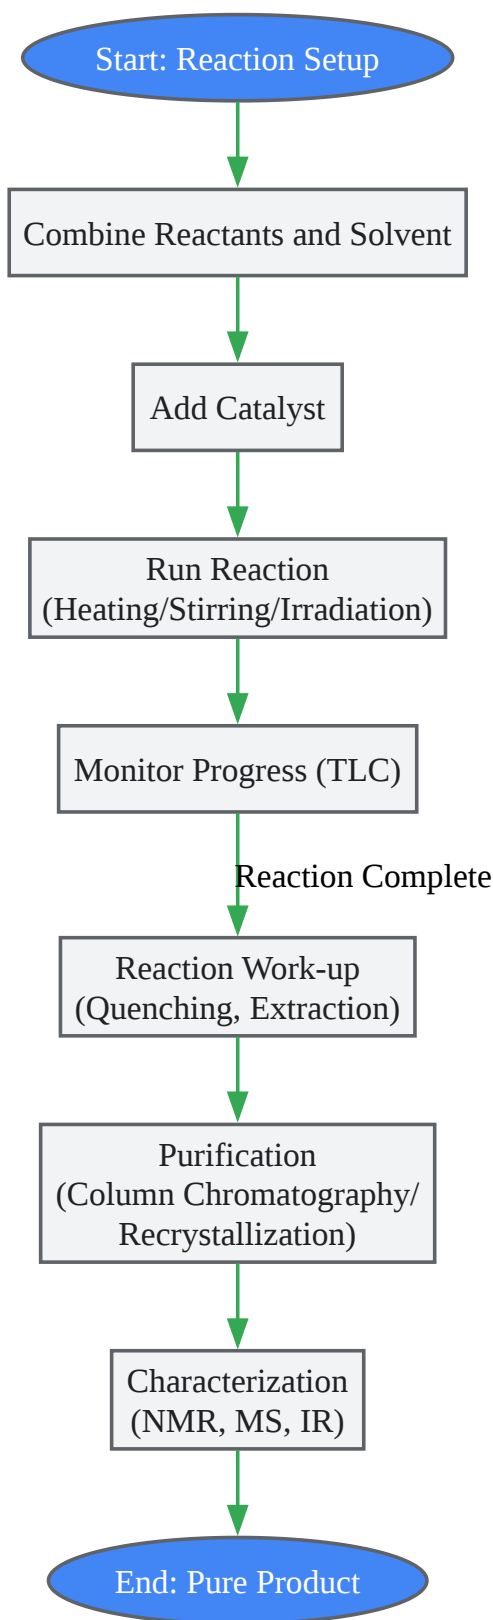 Start: Reaction Setup
Combine Reactants and Solvent
Add Catalyst
Run Reaction
(Heating/Stirring/Irradiation)
Monitor Progress (TLC)
Reaction Complete
Reaction Work-up
(Quenching, Extraction)
Purification
(Column Chromatography/
Recrystallization)
Characterization
(NMR, MS, IR)
End: Pure Product